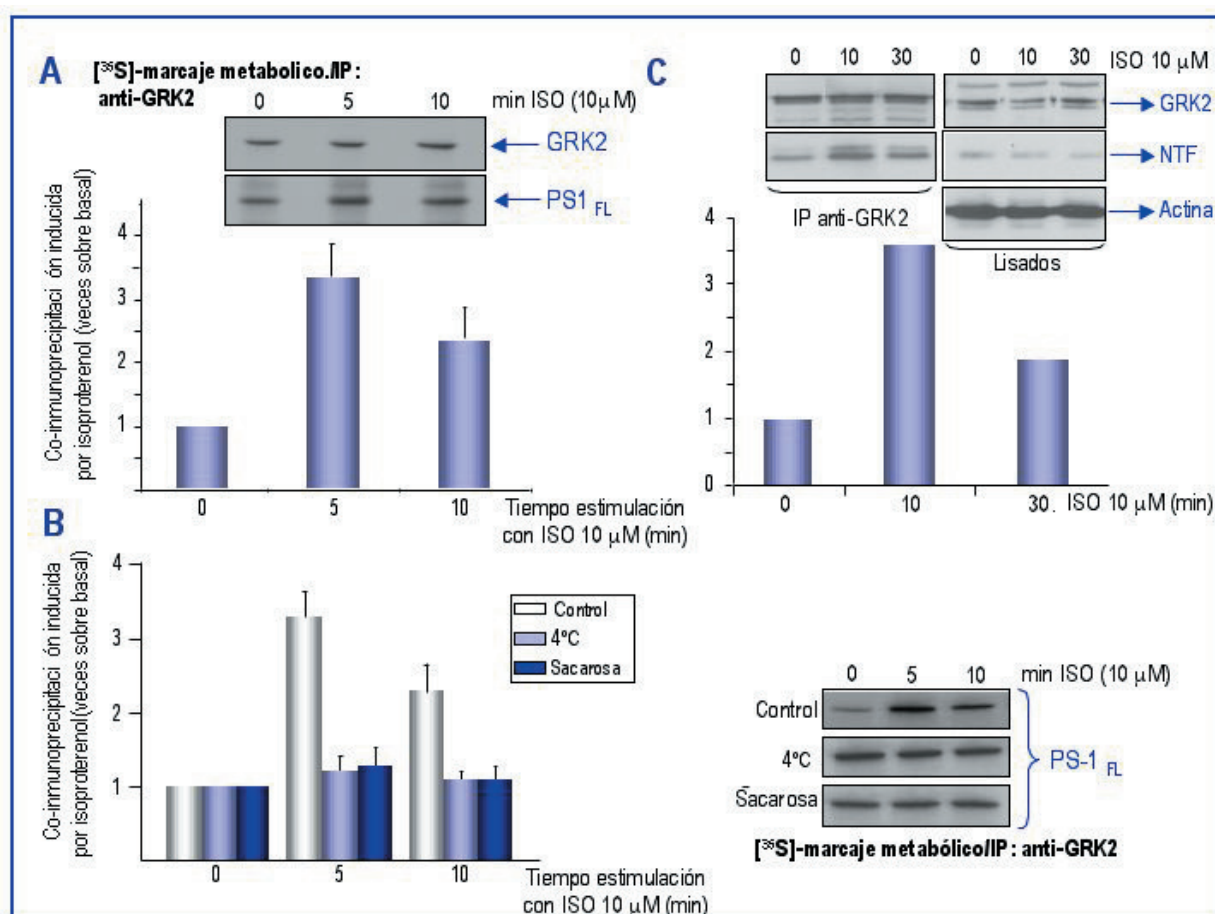 A
[³⁵S]-marcaje metabolico./IP :
anti-GRK2
0 5 10 min ISO (10μM)
GRK2
PS1 FL
Co-inmunoprecipitaci ón inducida
por isoproterenol (veces sobre basal)
4
3
2
1
0 5 10 Tiempo estimulación
con ISO 10 μM (min)
B
Co-inmunoprecipitaci ón inducida
por isoproterenol(veces sobre basal)
4
3
2
1
Control
4ºC
Sacarosa
0 5 10 Tiempo estimulación
con ISO 10 μM (min)
C
0 10 30 0 10 30 ISO 10 μM
GRK2
NTF
Actina
IP anti-GRK2
Lisados
4
3
2
1
0
0 10 30. ISO 10 μM (min)
0 5 10 min ISO (10 μM)
Control
4ºC
Sacarosa
PS-1 FL
[³⁵S]-marcaje metabólico/IP : anti-GRK2